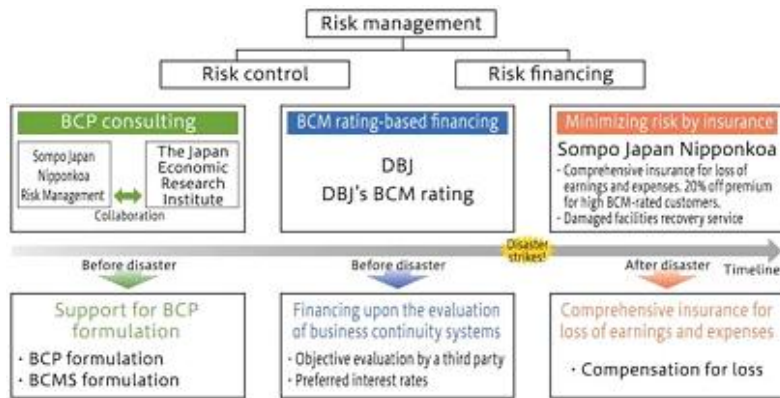 Risk management
Risk control
Risk financing
BCP consulting
Sompo Japan
Nipponkoa
Risk Management
The Japan
Economic
Research
Institute
Collaboration
BCM rating-based financing
DBJ
DBJ's BCM rating
Minimizing risk by insurance
Sompo Japan Nipponkoa
· Comprehensive insurance for loss of
earnings and expenses. 20% off premium
for high BCM-rated customers.
· Damaged facilities recovery service
Disaster
strikes!
Before disaster
Before disaster
After disaster
Timeline
Support for BCP
formulation
· BCP formulation
· BCMS formulation
Financing upon the evaluation
of business continuity systems
· Objective evaluation by a third party
· Preferred interest rates
Comprehensive insurance for
loss of earnings and expenses
· Compensation for loss